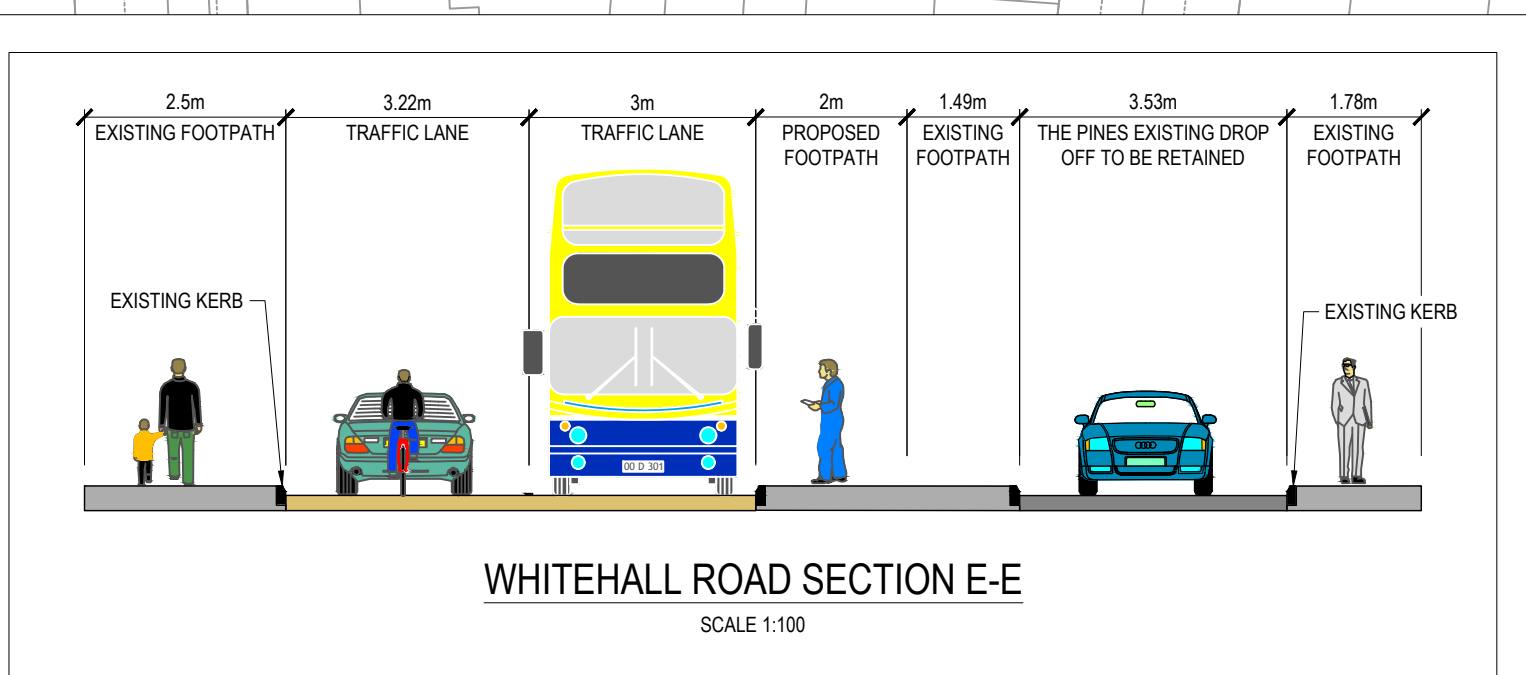 2.5m 3.22m 3m 2m 1.49m 3.53m 1.78m
EXISTING FOOTPATH TRAFFIC LANE TRAFFIC LANE PROPOSED EXISTING THE PINES EXISTING DROP EXISTING
FOOTPATH FOOTPATH OFF TO BE RETAINED FOOTPATH
EXISTING KERB
EXISTING KERB
00 D 301
WHITEHALL ROAD SECTION E-E
SCALE 1:100